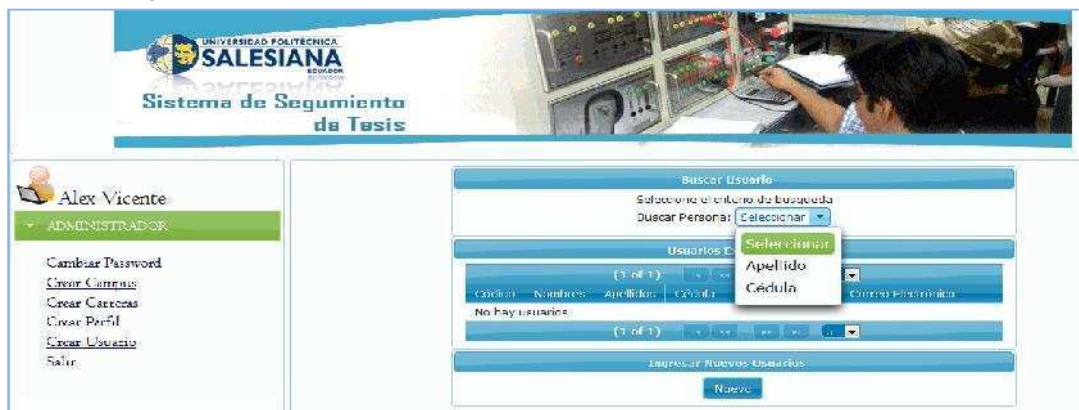 UNIVERSIDAD POLITÉCNICA
SALESIANA
ECUADOR
Sistema de Segumiento
de Tesis
Alex Vicente
ADMINISTRADOR
Cambiar Password
Crear Campus
Crear Carreras
Crear Perfil
Crear Usuario
Salir
Buscar Usuario
Seleccione el criterio de busqueda
Buscar Persona: Seleccionar
Seleccionar
Apellido
Cédula
Usuarios
(1 of 1)
Código Nombres Apellidos Cédula Correo Electrónico
No hay usuarios
(1 of 1)
Ingresar Nuevos Usuarios
Nuevo